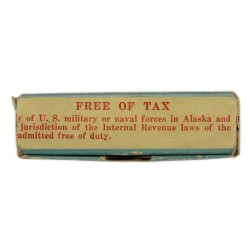 FREE OF TAX
y of U. S. military or naval forces in Alaska and
jurisdiction of the Internal Revenue laws of the
admitted free of duty.